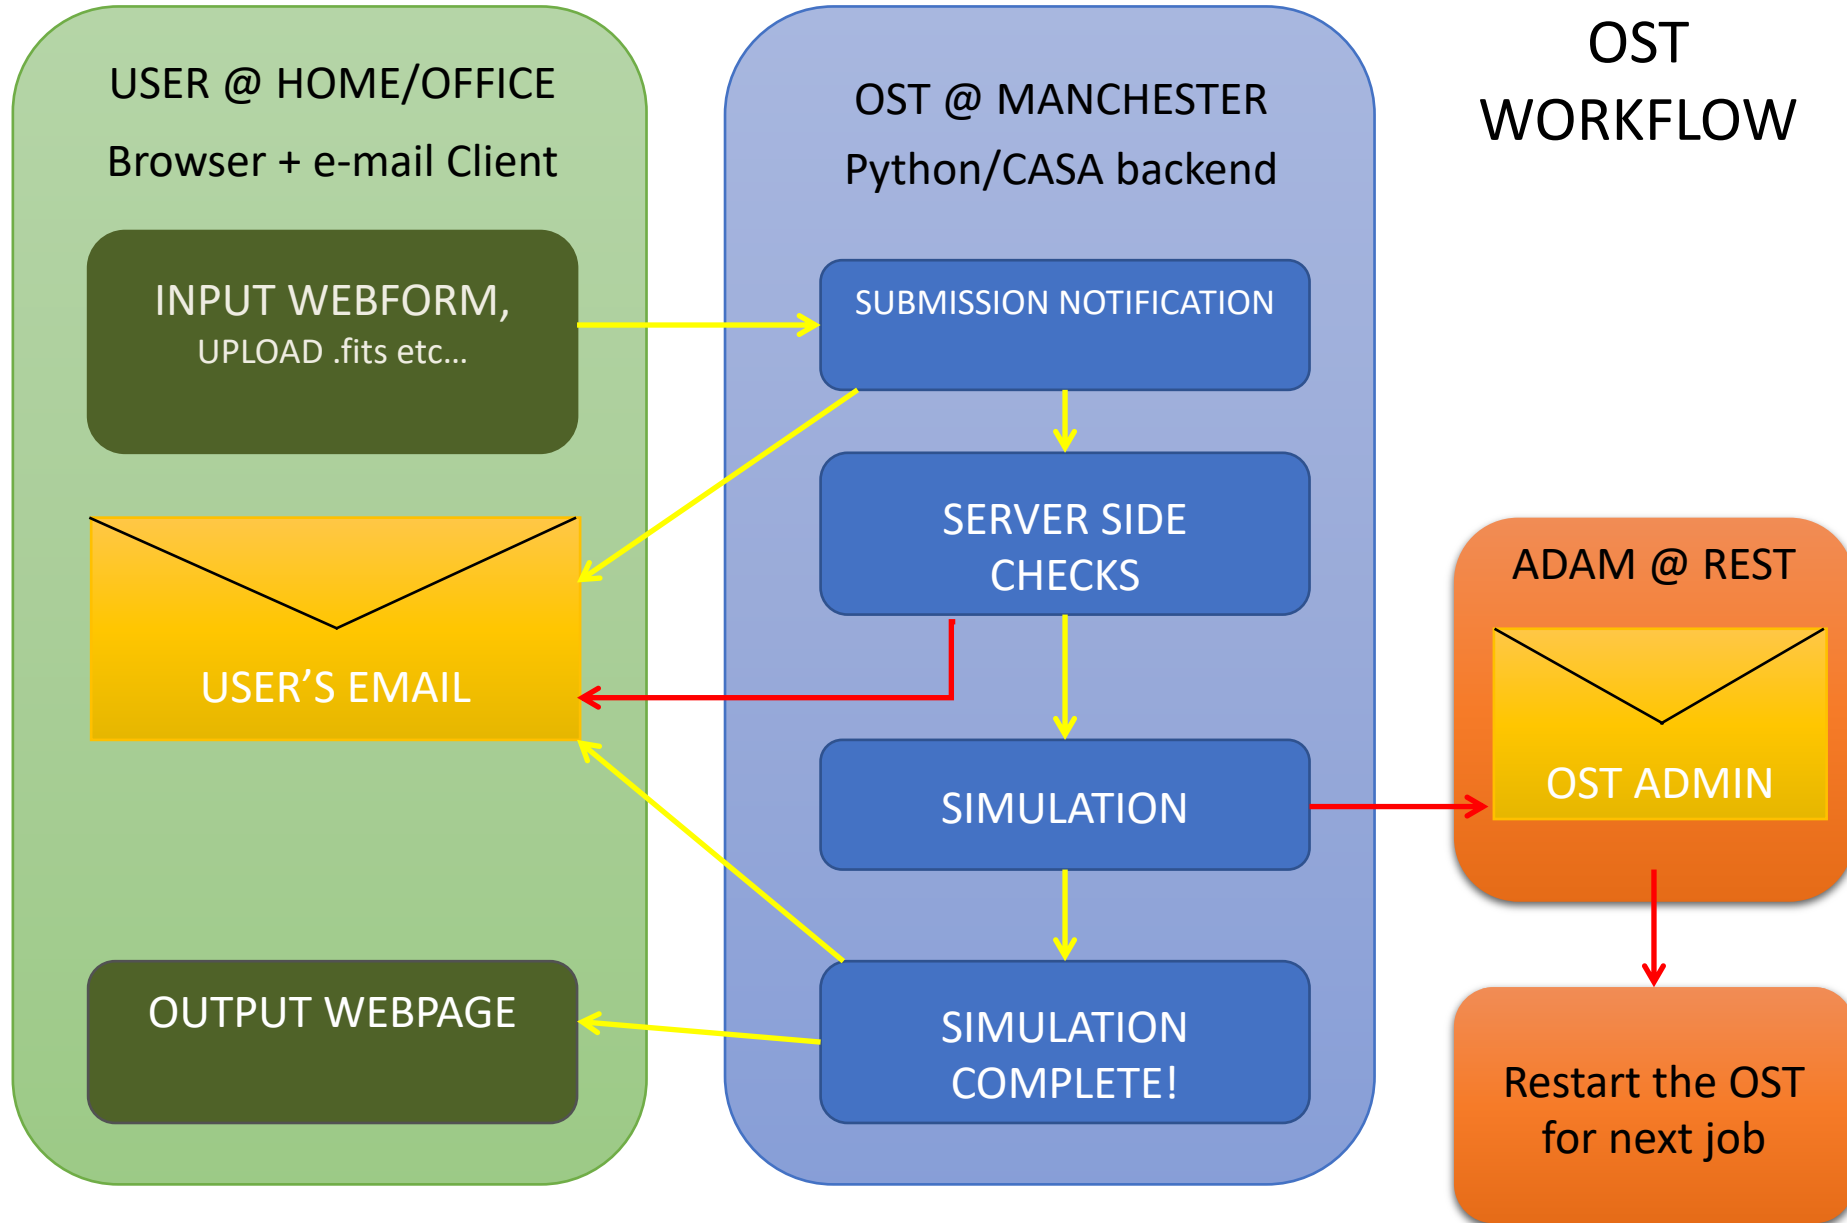 OST
WORKFLOW
USER @ HOME/OFFICE
Browser + e-mail Client
INPUT WEBFORM,
UPLOAD .fits etc...
USER’S EMAIL
OUTPUT WEBPAGE
OST @ MANCHESTER
Python/CASA backend
SUBMISSION NOTIFICATION
SERVER SIDE
CHECKS
SIMULATION
SIMULATION
COMPLETE!
ADAM @ REST
OST ADMIN
Restart the OST
for next job